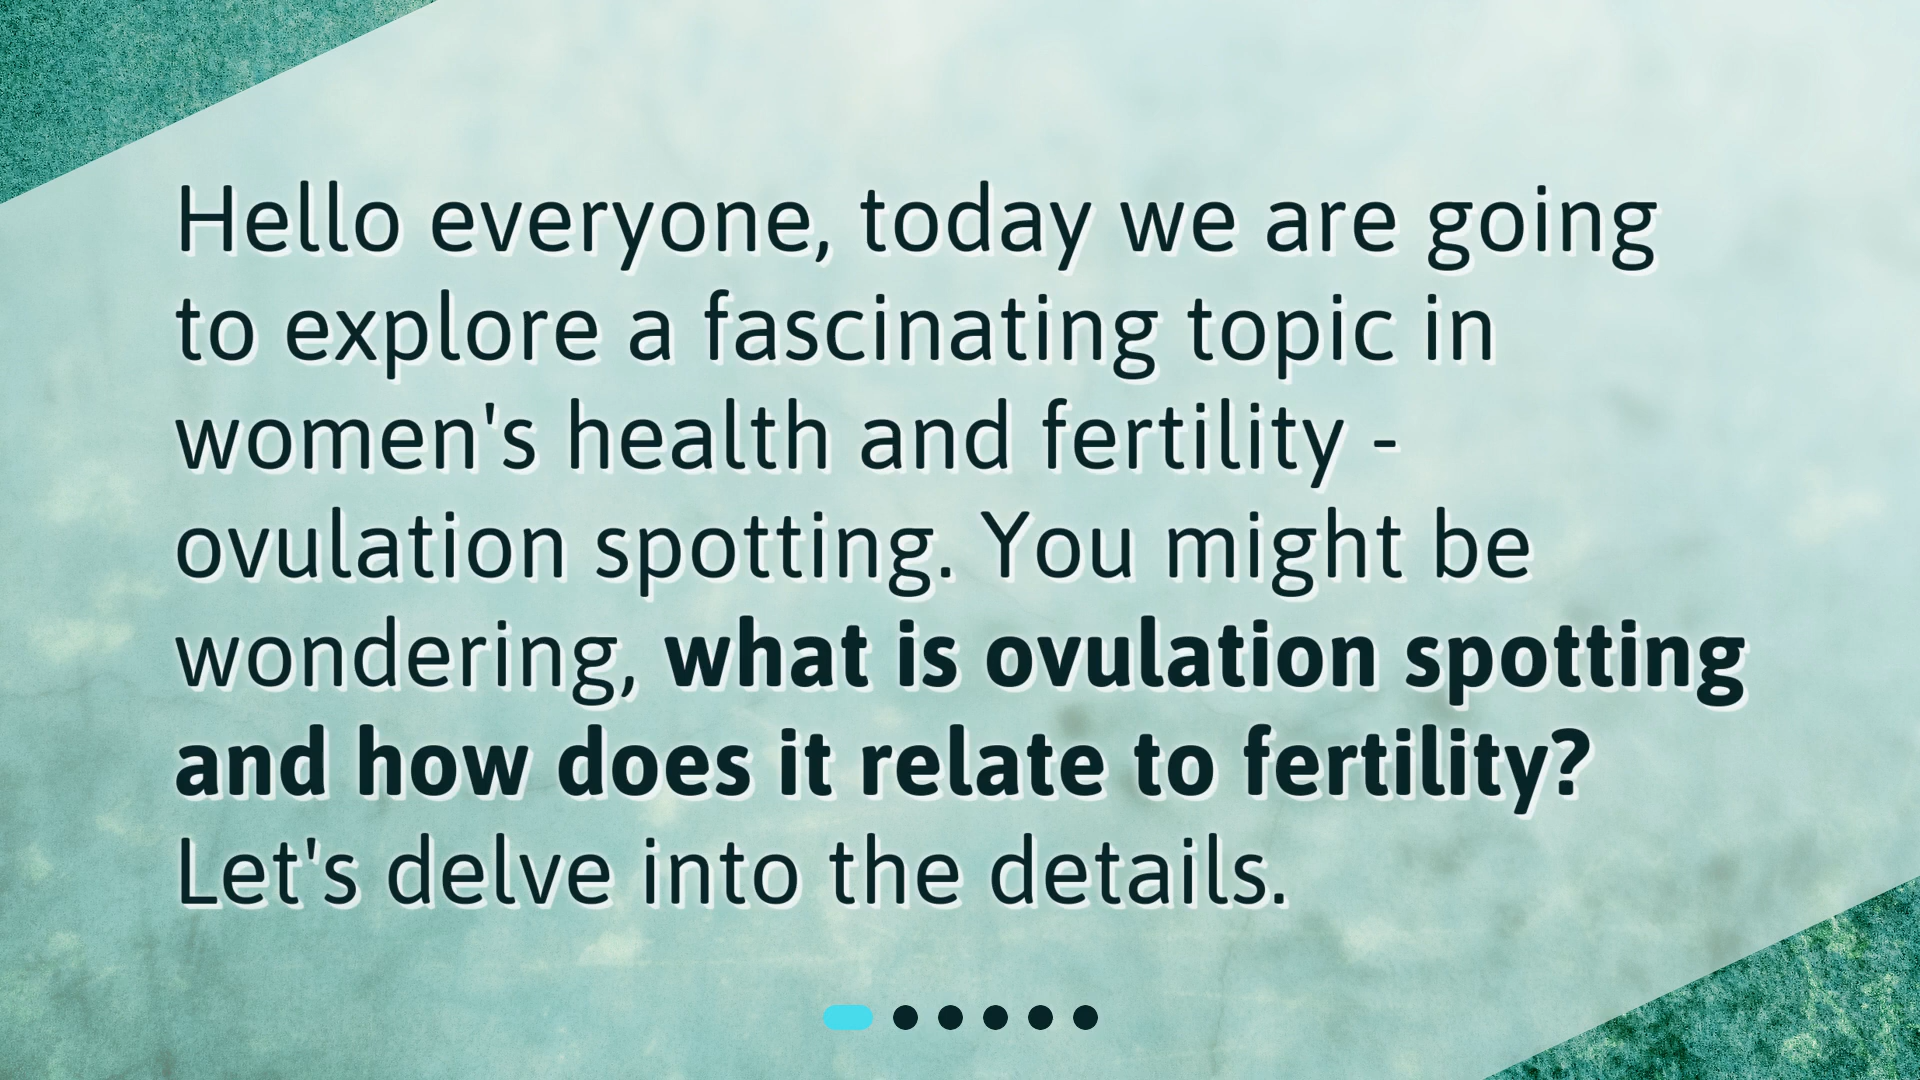 Hello everyone, today we are going
to explore a fascinating topic in
women's health and fertility -
ovulation spotting. You might be
wondering, what is ovulation spotting
and how does it relate to fertility?
Let's delve into the details.